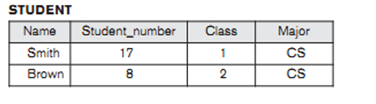 STUDENT
Name Student_number Class Major
Smith 17 1 CS
Brown 8 2 CS